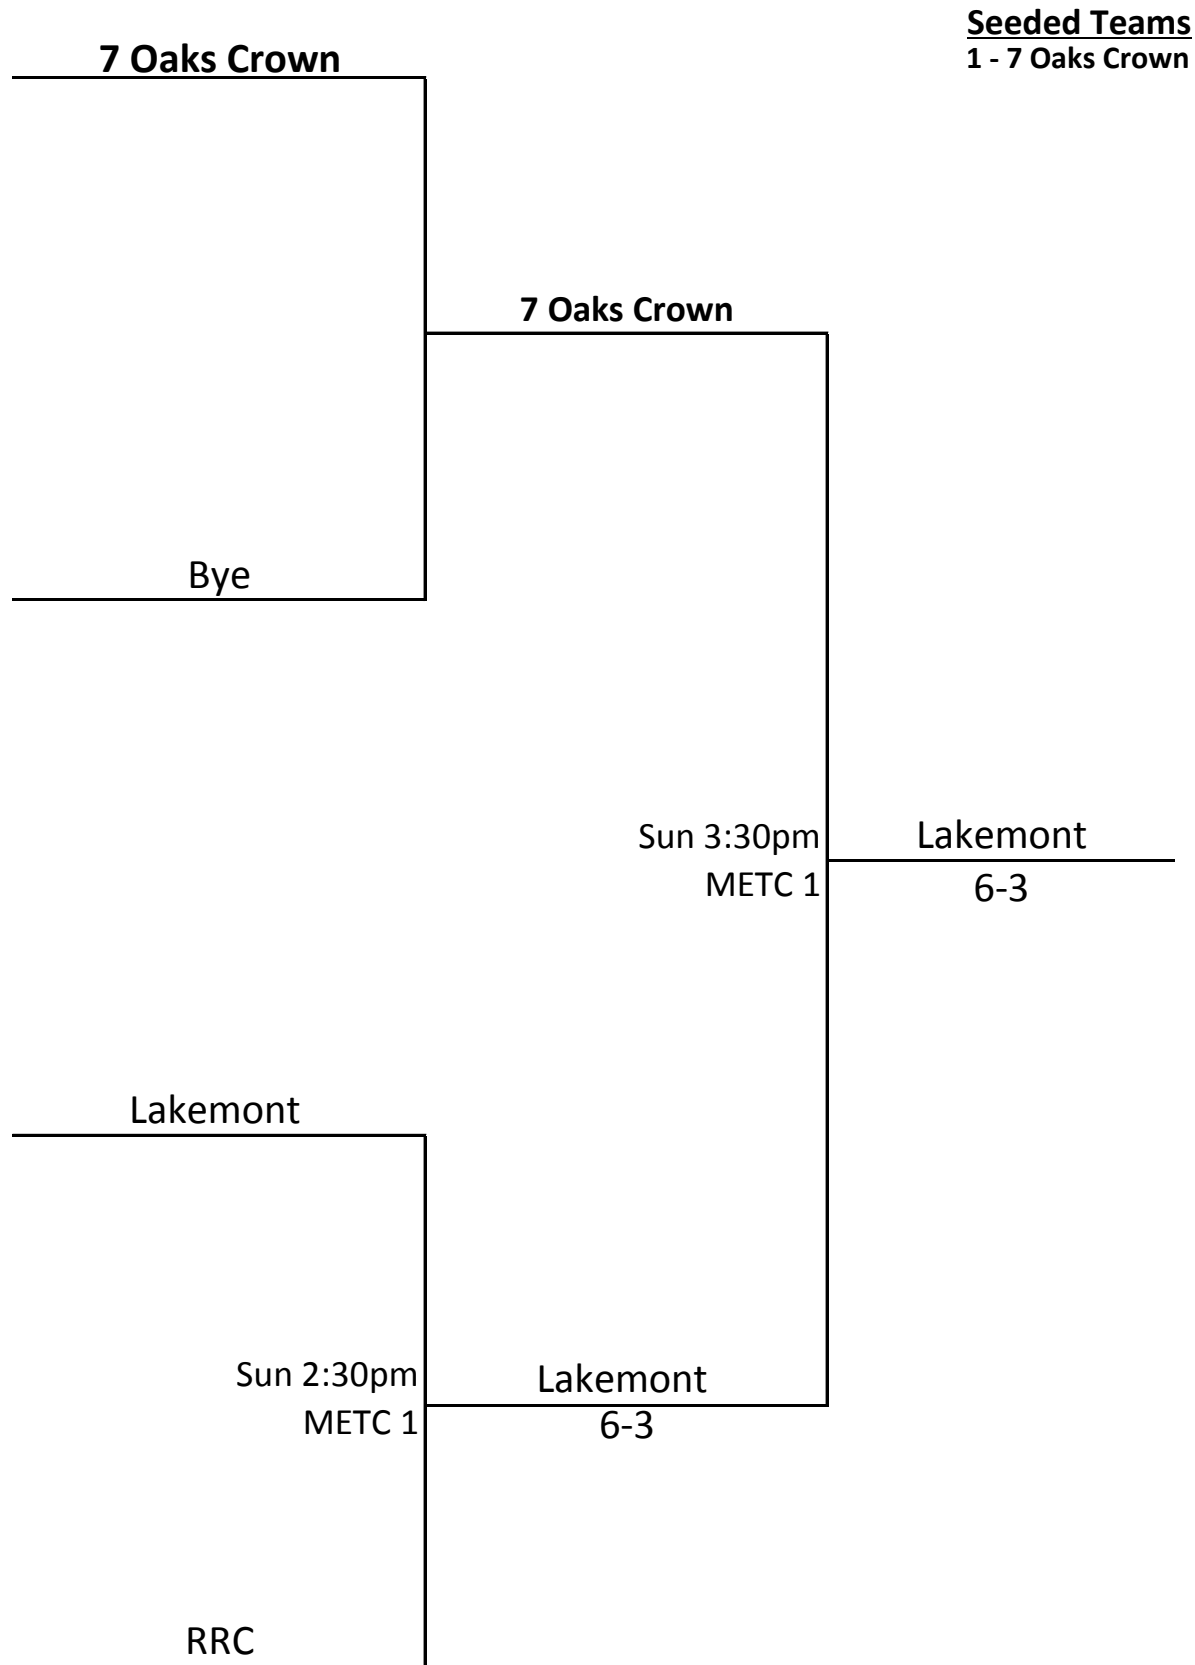 Seeded Teams
1 - 7 Oaks Crown
7 Oaks Crown
7 Oaks Crown
Bye
Sun 3:30pm
METC 1
Lakemont
6-3
Lakemont
Sun 2:30pm
METC 1
Lakemont
6-3
RRC